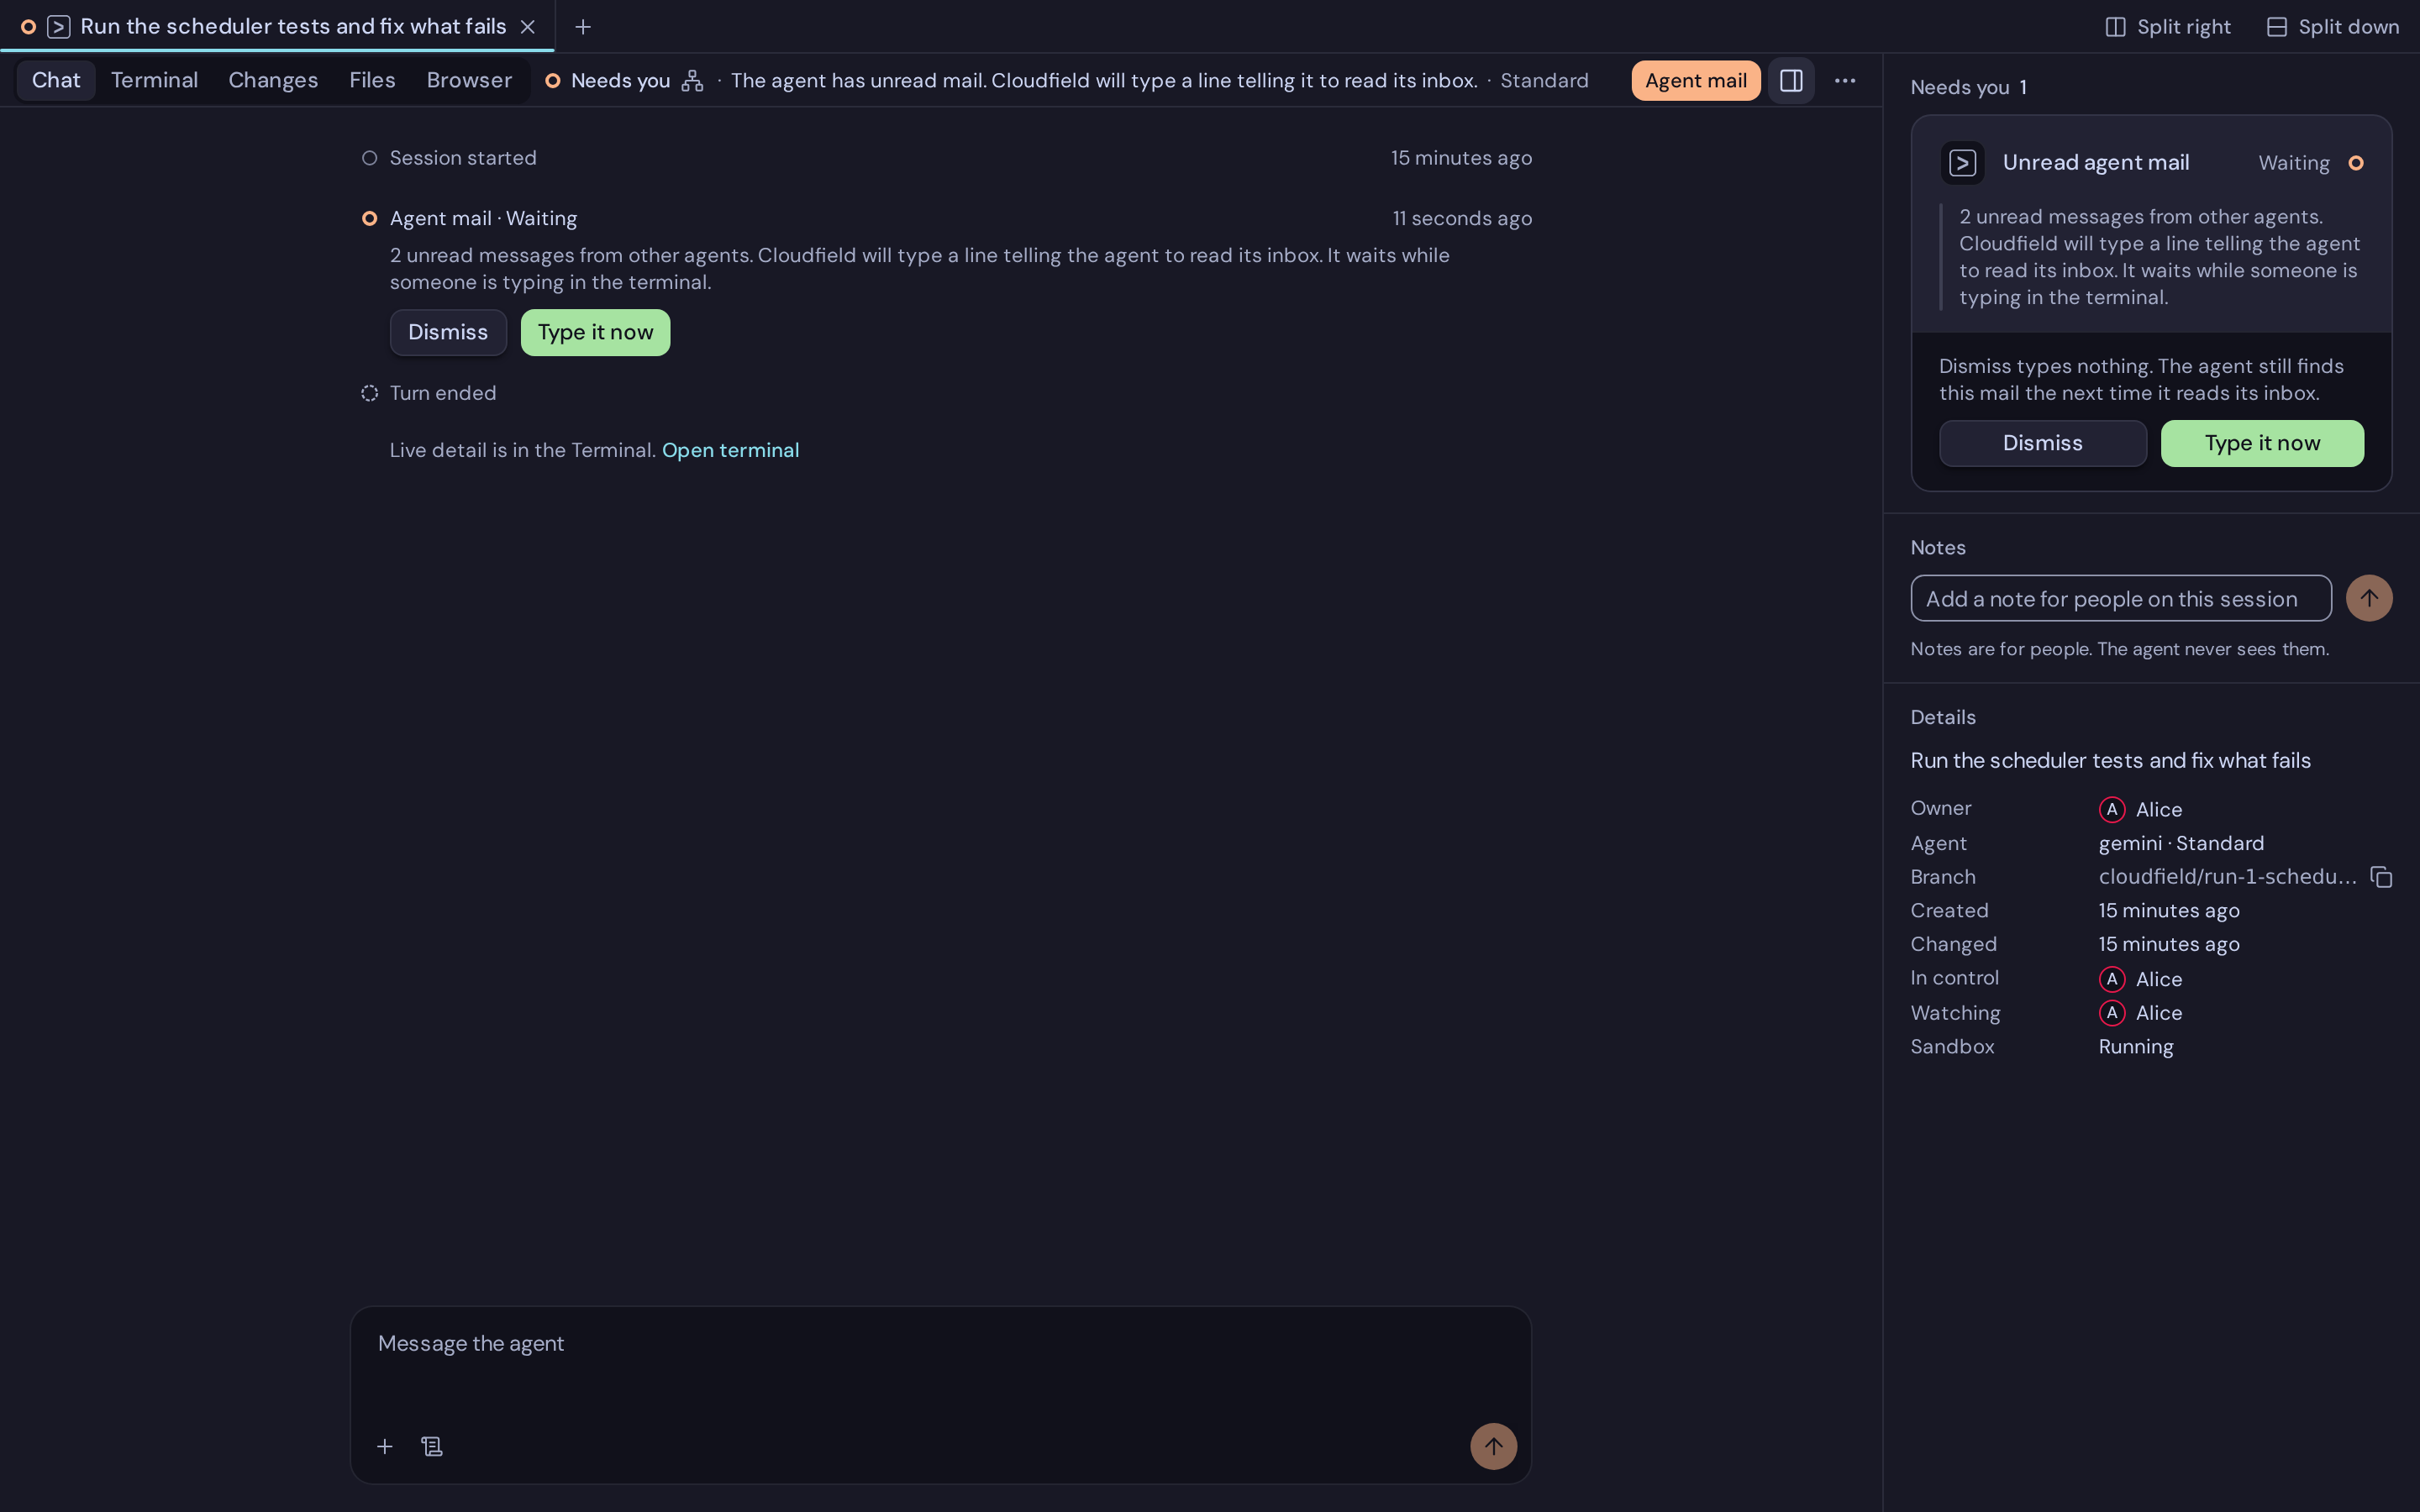 Run the scheduler tests and fix what fails
Split right
Split down
Chat
Terminal
Changes
Files
Browser
Needs you · The agent has unread mail. Cloudfield will type a line telling it to read its inbox. · Standard
Agent mail
Session started
15 minutes ago
Agent mail · Waiting
11 seconds ago
2 unread messages from other agents. Cloudfield will type a line telling the agent to read its inbox. It waits while
someone is typing in the terminal.
Dismiss
Type it now
Turn ended
Live detail is in the Terminal. Open terminal
Message the agent
Needs you 1
Unread agent mail
Waiting
2 unread messages from other agents.
Cloudfield will type a line telling the agent
to read its inbox. It waits while someone is
typing in the terminal.
Dismiss types nothing. The agent still finds
this mail the next time it reads its inbox.
Dismiss
Type it now
Notes
Add a note for people on this session
Notes are for people. The agent never sees them.
Details
Run the scheduler tests and fix what fails
Owner
A Alice
Agent
gemini · Standard
Branch
cloudfield/run-1-schedu...
Created
15 minutes ago
Changed
15 minutes ago
In control
A Alice
Watching
A Alice
Sandbox
Running